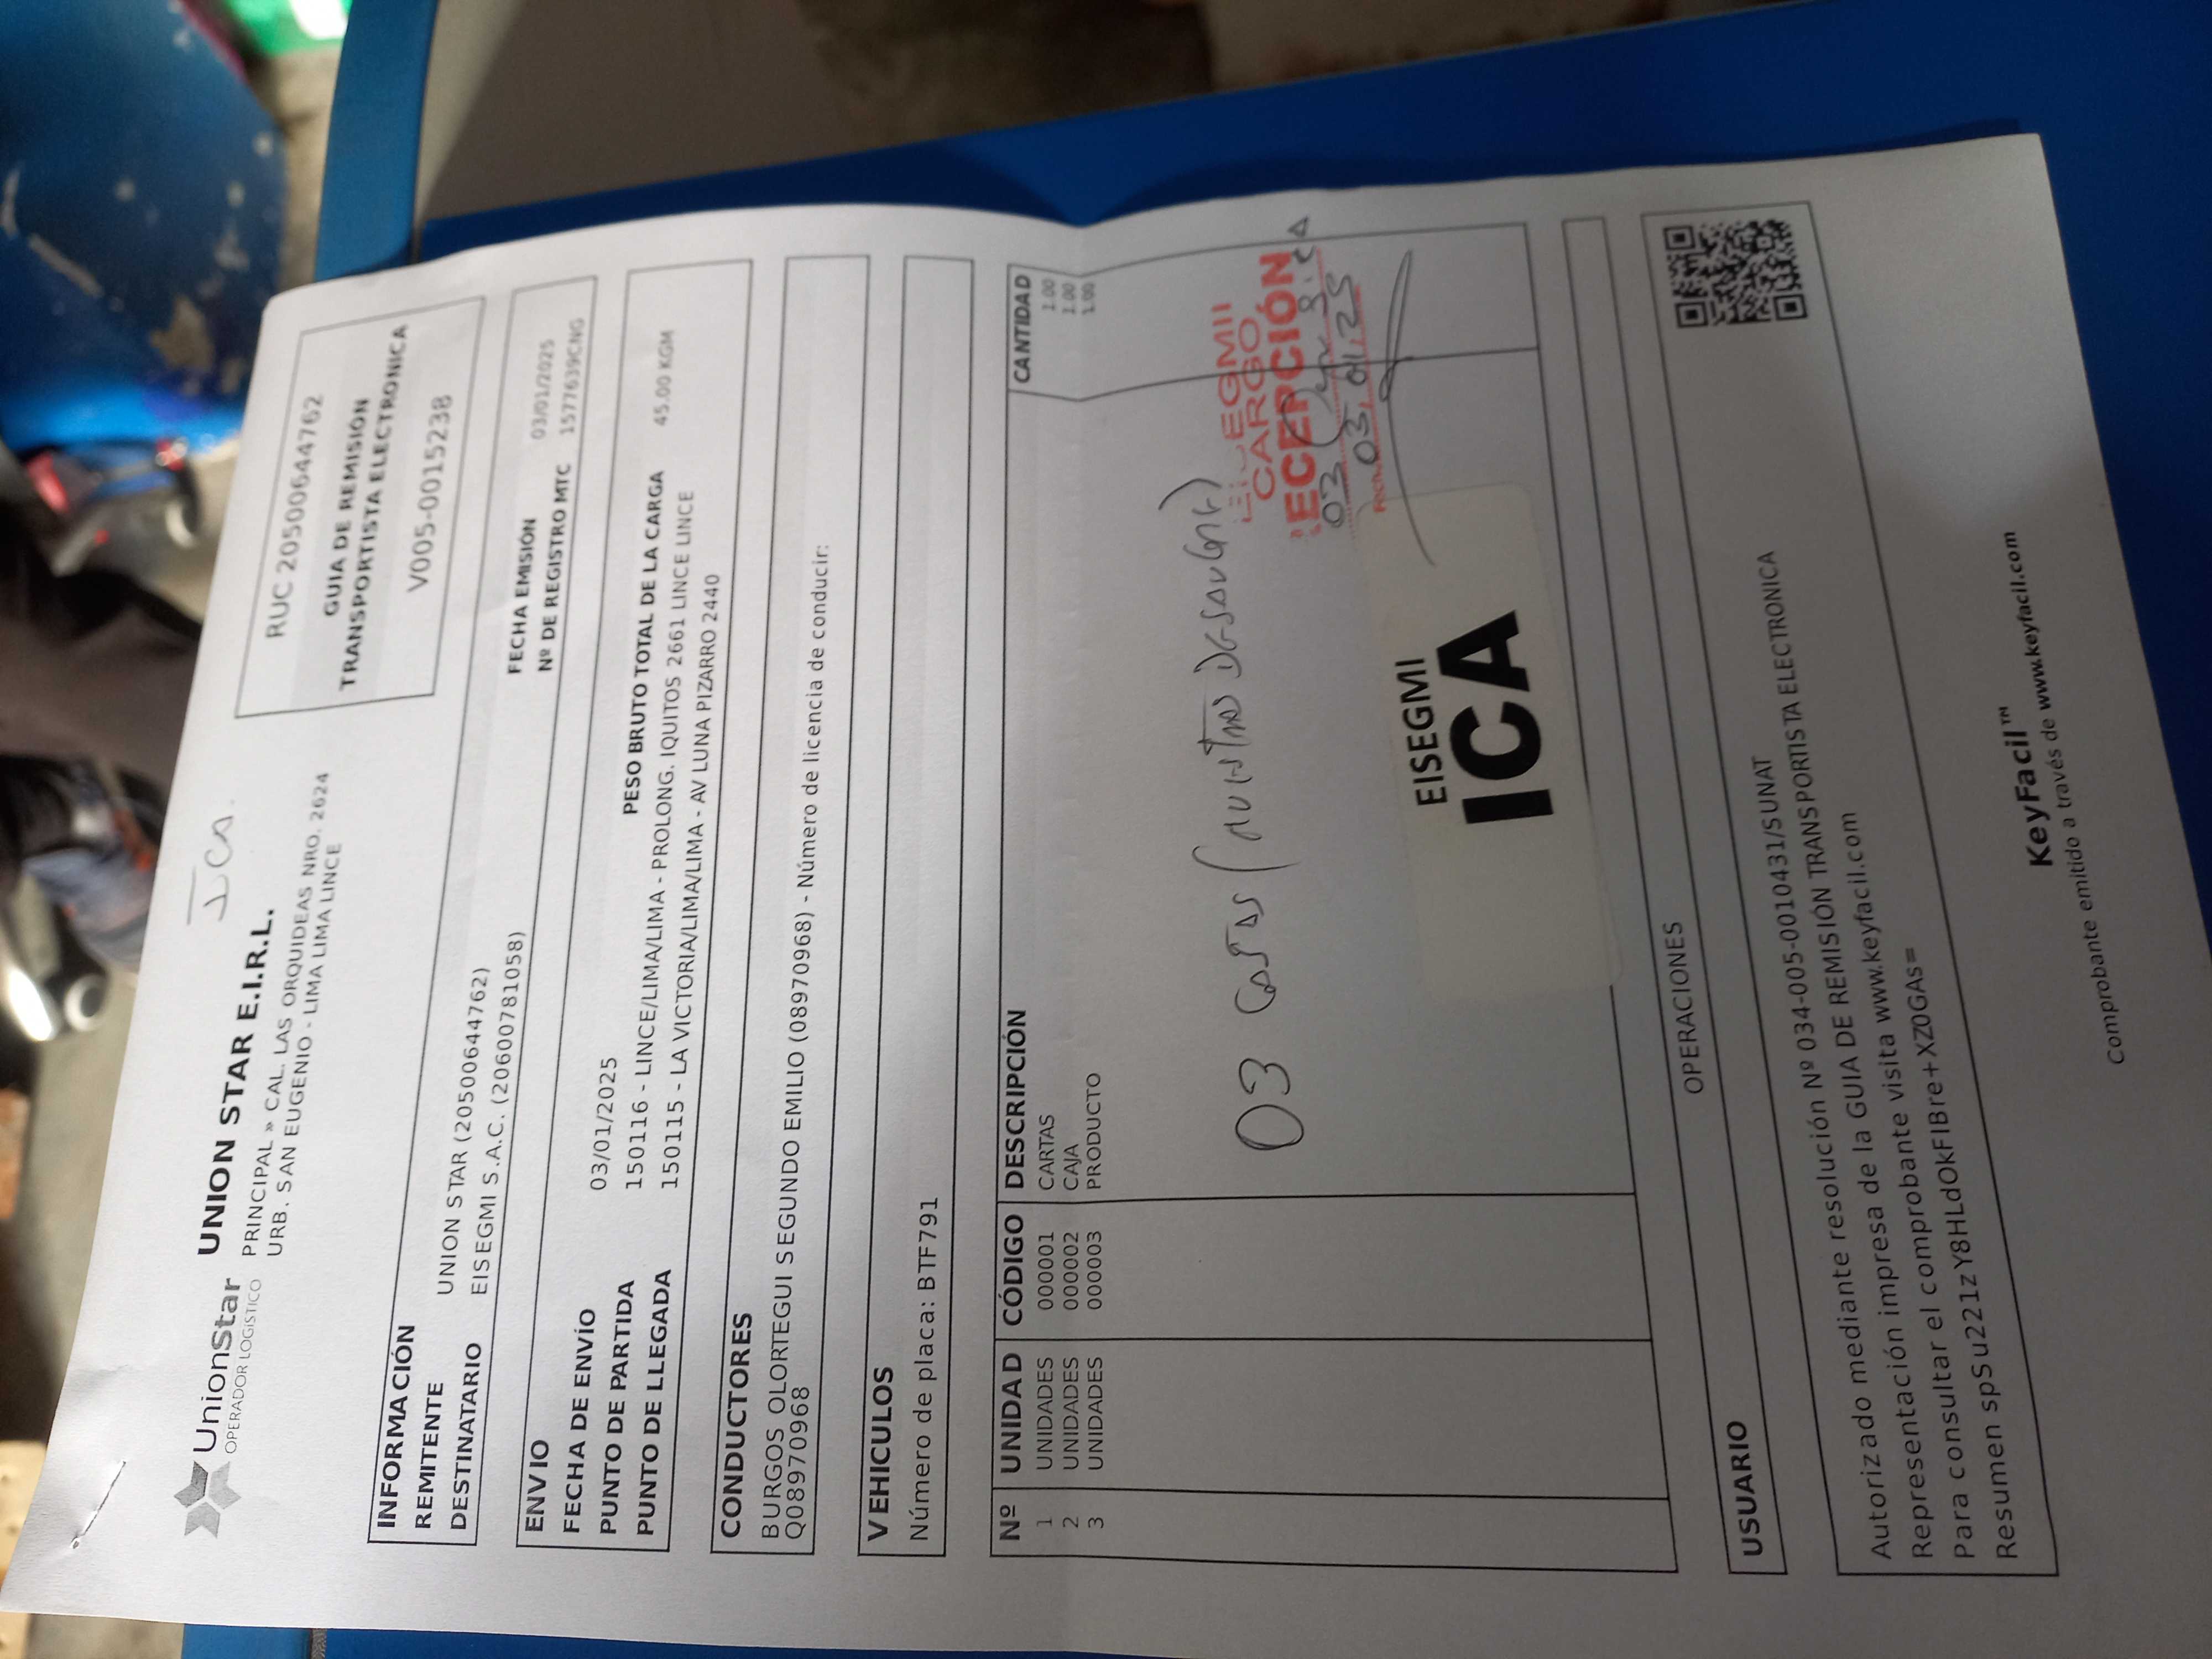 Ica.
UnionStar
OPERADOR LOGÍSTICO
UNION STAR E.I.R.L.
PRINCIPAL » CAL. LAS ORQUIDEAS NRO. 2624
URB. SAN EUGENIO - LIMA LIMA LINCE
RUC 20500644762
GUIA DE REMISIÓN
TRANSPORTISTA ELECTRONICA
V005-0015238
INFORMACIÓN
REMITENTE UNION STAR (20500644762)
DESTINATARIO EISEGMI S.A.C. (20600781058)
ENVIO
FECHA EMISIÓN 03/01/2025
Nº DE REGISTRO MTC 1577639CNG
FECHA DE ENVÍO 03/01/2025
PESO BRUTO TOTAL DE LA CARGA 45.00 KGM
PUNTO DE PARTIDA 150116 - LINCE/LIMA/LIMA - PROLONG. IQUITOS 2661 LINCE LINCE
PUNTO DE LLEGADA 150115 - LA VICTORIA/LIMA/LIMA - AV LUNA PIZARRO 2440
CONDUCTORES
BURGOS OLORTEGUI SEGUNDO EMILIO (08970968) - Número de licencia de conducir:
Q08970968
VEHICULOS
Número de placa: BTF791
Nº UNIDAD CÓDIGO DESCRIPCIÓN CANTIDAD
1 UNIDADES 000001 CARTAS 1.00
2 UNIDADES 000002 CAJA 1.00
3 UNIDADES 000003 PRODUCTO 1.00
03
EISEGMI
CARGO
RECEPCIÓN
03
03.01.25
EISEGMI
ICA
OPERACIONES
USUARIO
Autorizado mediante resolución Nº 034-005-0010431/SUNAT
Representación impresa de la GUIA DE REMISIÓN TRANSPORTISTA ELECTRONICA
Para consultar el comprobante visita www.keyfacil.com
Resumen spSu221zY8HLdOkFIBre+XZ0GAs=
KeyFacil™
Comprobante emitido a través de www.keyfacil.com